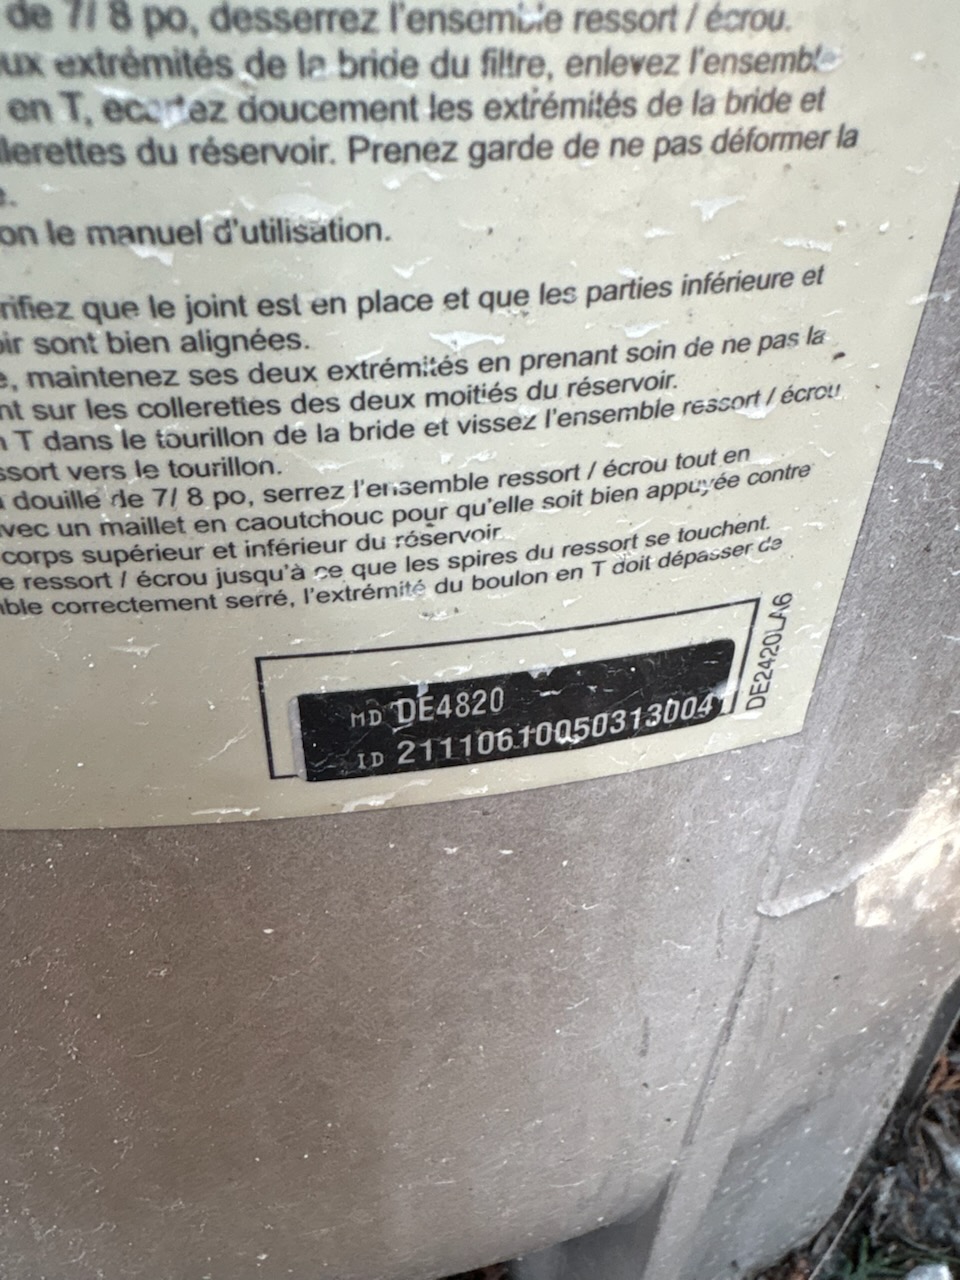 de 7/ 8 po, desserrez l'ensemble ressort / écrou.
ux extrémités de la bride du filtre, enlevez l'ensemble
en T, écartez doucement les extrémités de la bride et
llerettes du réservoir. Prenez garde de ne pas déformer la
e.
on le manuel d'utilisation.
rifiez que le joint est en place et que les parties inférieure et
oir sont bien alignées.
e, maintenez ses deux extrémités en prenant soin de ne pas la
nt sur les collerettes des deux moitiés du réservoir.
n T dans le tourillon de la bride et vissez l'ensemble ressort / écrou
ssort vers le tourillon.
a douille de 7/ 8 po, serrez l'ensemble ressort / écrou tout en
vec un maillet en caoutchouc pour qu'elle soit bien appuyée contre
corps supérieur et inférieur du réservoir.
e ressort / écrou jusqu'à ce que les spires du ressort se touchent.
ble correctement serré, l'extrémité du boulon en T doit dépasser de
MD DE4820
ID 211106100503130041
DE2420LA6